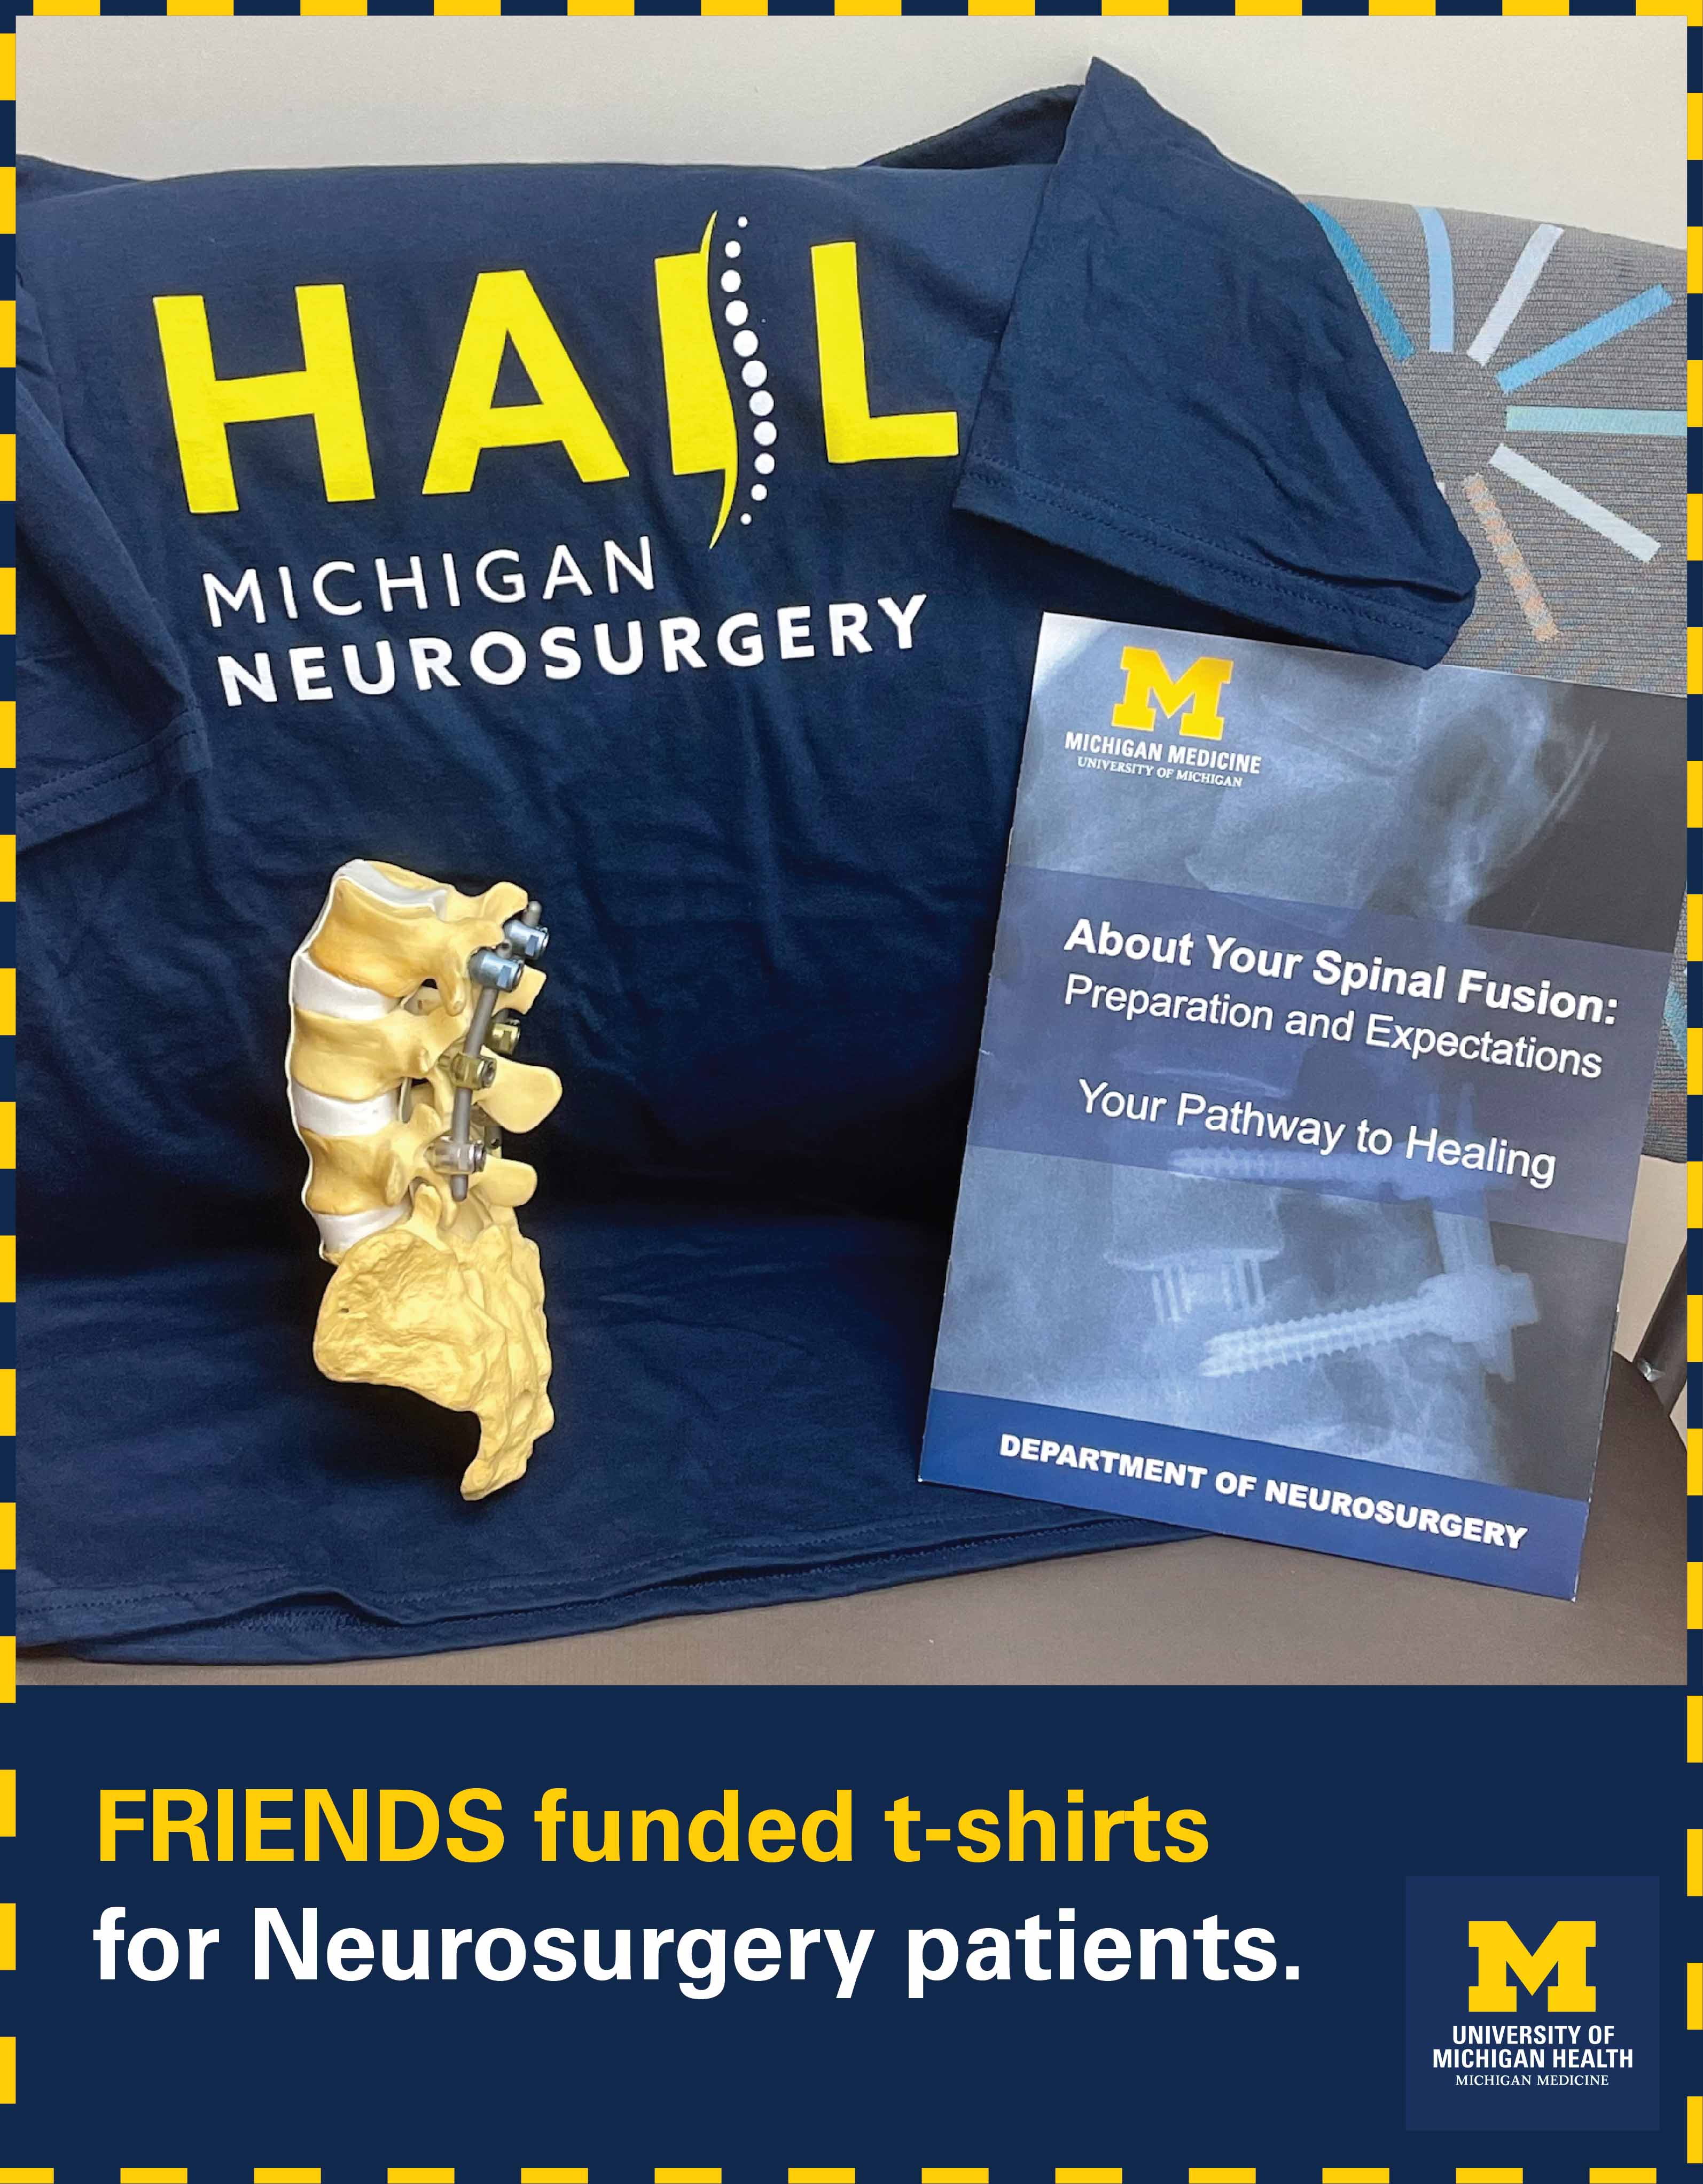 HAIL
MICHIGAN
NEUROSURGERY
M
MICHIGAN MEDICINE
UNIVERSITY OF MICHIGAN
About Your Spinal Fusion:
Preparation and Expectations
Your Pathway to Healing
DEPARTMENT OF NEUROSURGERY
FRIENDS funded t-shirts
for Neurosurgery patients.
M
UNIVERSITY OF
MICHIGAN HEALTH
MICHIGAN MEDICINE